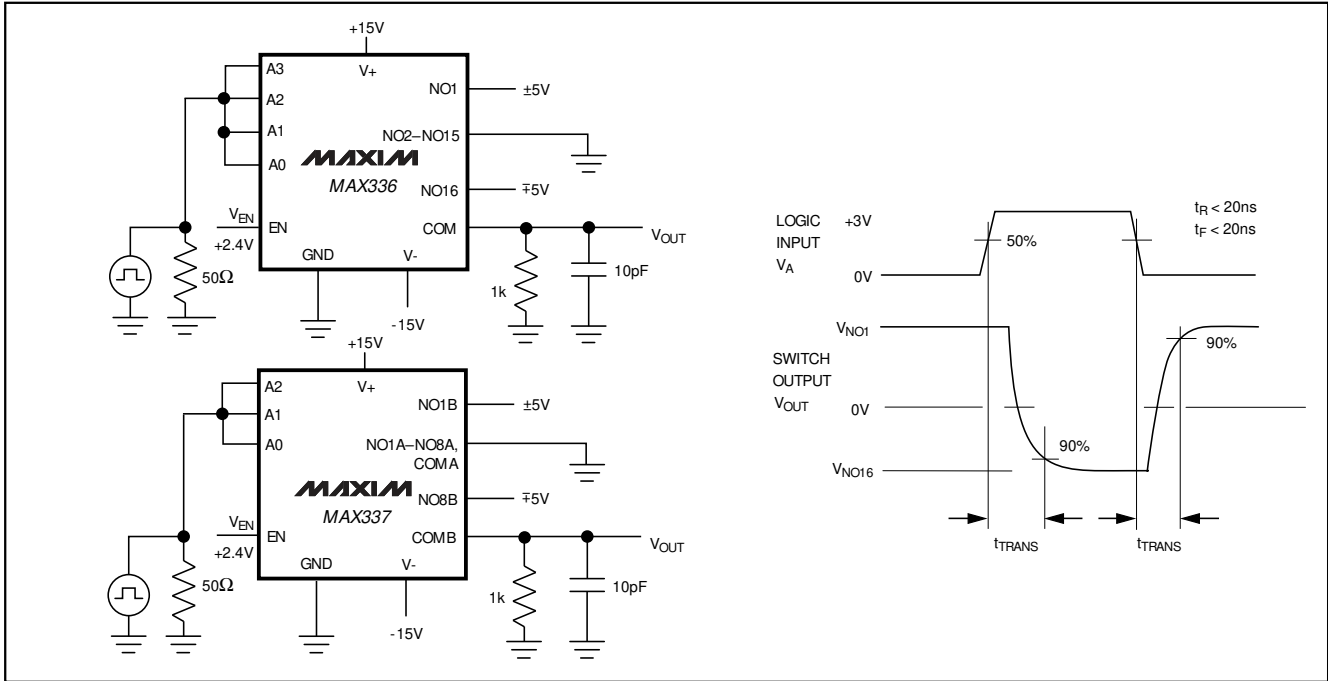 +15V
V+
A3
A2
A1
A0
NO1
±5V
NO2–NO15
MAXIM
MAX336
NO16
∓5V
VEN
EN
+2.4V
COM
VOUT
GND
V-
50Ω
1k
10pF
-15V
+15V
V+
A2
A1
A0
NO1B
±5V
NO1A–NO8A,
COMA
MAXIM
MAX337
NO8B
∓5V
VEN
EN
+2.4V
COMB
VOUT
GND
V-
50Ω
1k
10pF
-15V
LOGIC
INPUT
VA
+3V
0V
50%
tR < 20ns
tF < 20ns
VNO1
SWITCH
OUTPUT
VOUT
0V
90%
90%
VNO16
tTRANS
tTRANS